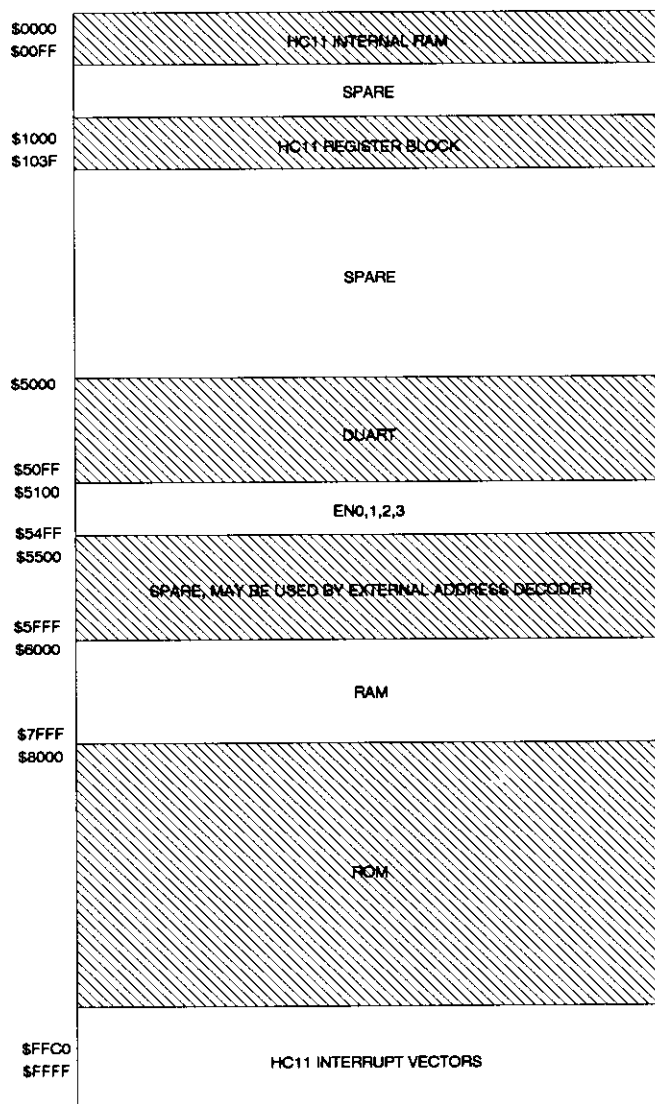 $0000
HC11 INTERNAL RAM
$00FF
SPARE
$1000
HC11 REGISTER BLOCK
$103F
SPARE
$5000
DUART
$50FF
$5100
EN0,1,2,3
$54FF
$5500
SPARE, MAY BE USED BY EXTERNAL ADDRESS DECODER
$5FFF
$6000
RAM
$7FFF
$8000
ROM
$FFC0
HC11 INTERRUPT VECTORS
$FFFF